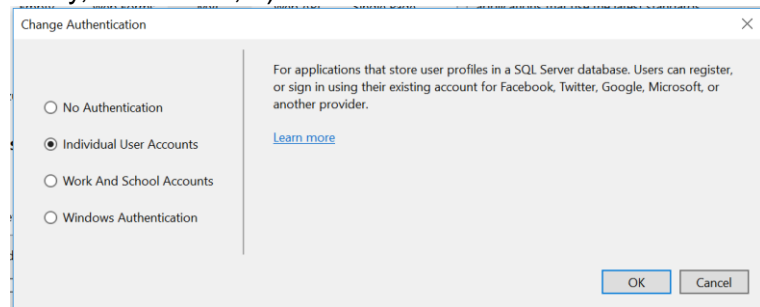 Change Authentication
For applications that store user profiles in a SQL Server database. Users can register,
or sign in using their existing account for Facebook, Twitter, Google, Microsoft, or
another provider.
Learn more
No Authentication
Individual User Accounts
Work And School Accounts
Windows Authentication
OK
Cancel